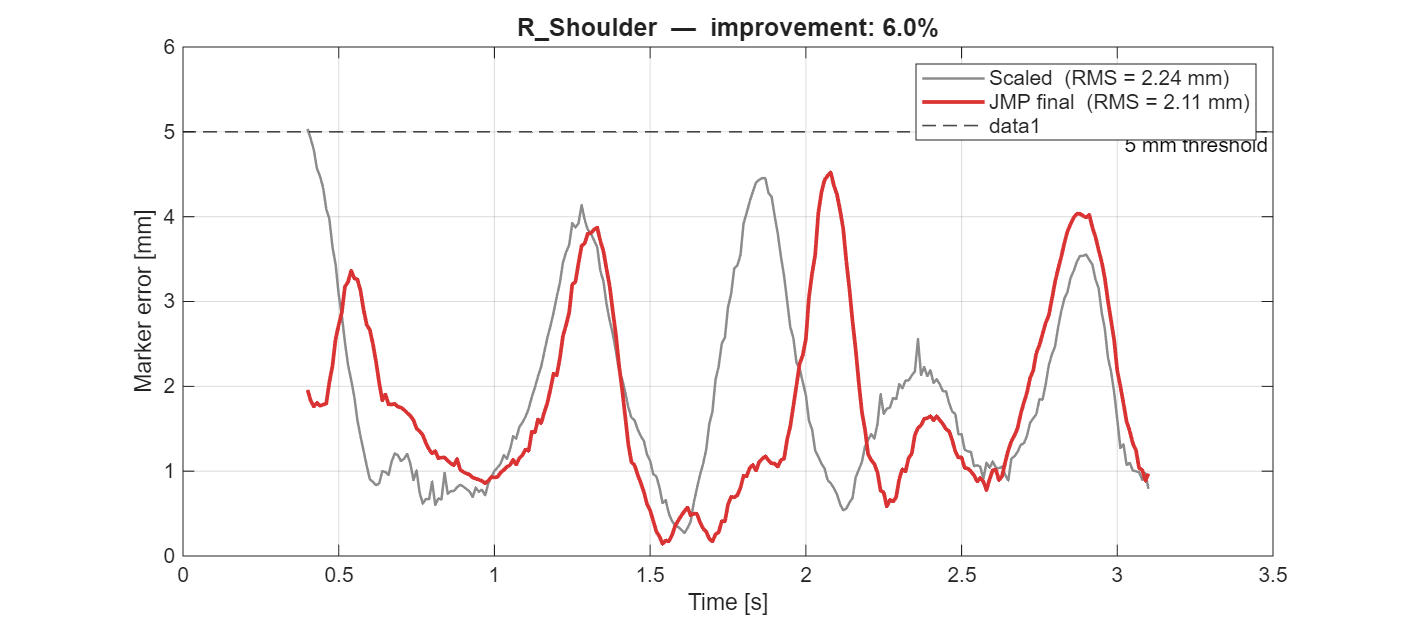 R_Shoulder — improvement: 6.0%
6
5
4
3
2
1
0
Marker error [mm]
Scaled (RMS = 2.24 mm)
JMP final (RMS = 2.11 mm)
data1
5 mm threshold
0 0.5 1 1.5 2 2.5 3 3.5
Time [s]